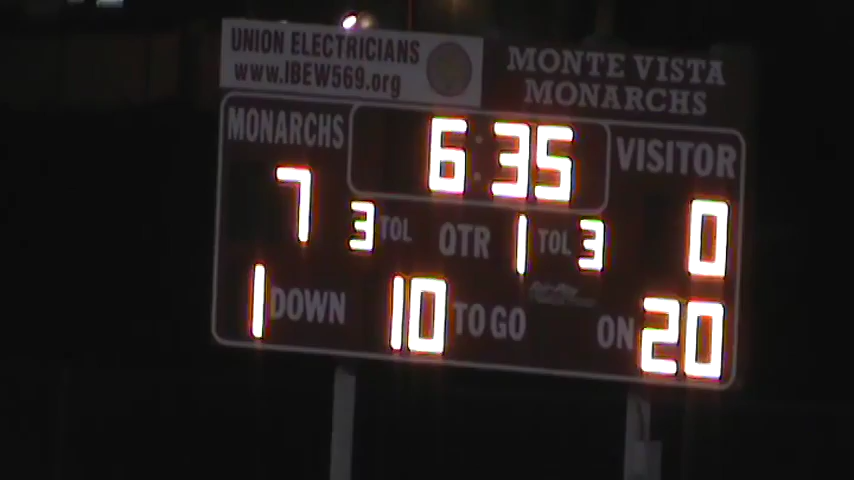 UNION ELECTRICIANS
www.IBEW569.org
MONTE VISTA
MONARCHS
MONARCHS 6:35 VISITOR
7 3 TOL QTR 1 TOL 3 0
1 DOWN 10 TO GO ON 20